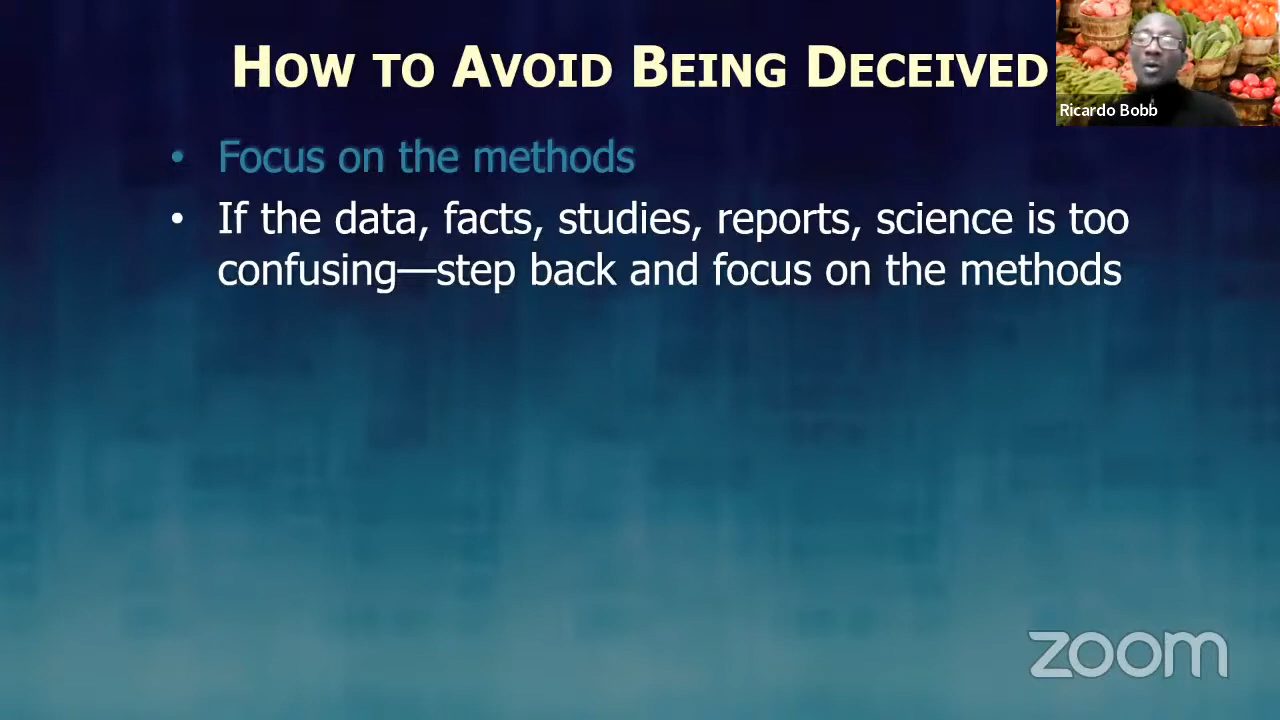 HOW TO AVOID BEING DECEIVED
Ricardo Bobb
• Focus on the methods
• If the data, facts, studies, reports, science is too
confusing—step back and focus on the methods
zoom